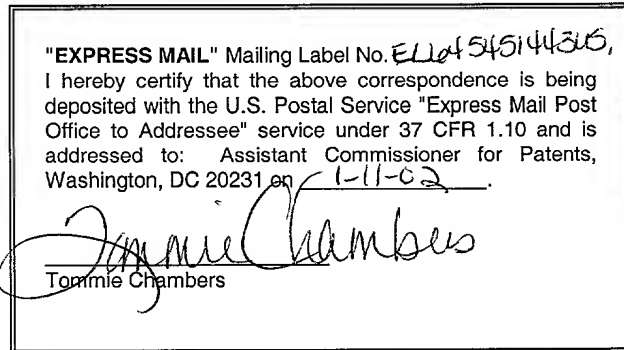 "EXPRESS MAIL" Mailing Label No. EL645451443US,
I hereby certify that the above correspondence is being
deposited with the U.S. Postal Service "Express Mail Post
Office to Addressee" service under 37 CFR 1.10 and is
addressed to: Assistant Commissioner for Patents,
Washington, DC 20231 on 1-11-02.
Tommie Chambers
Tommie Chambers